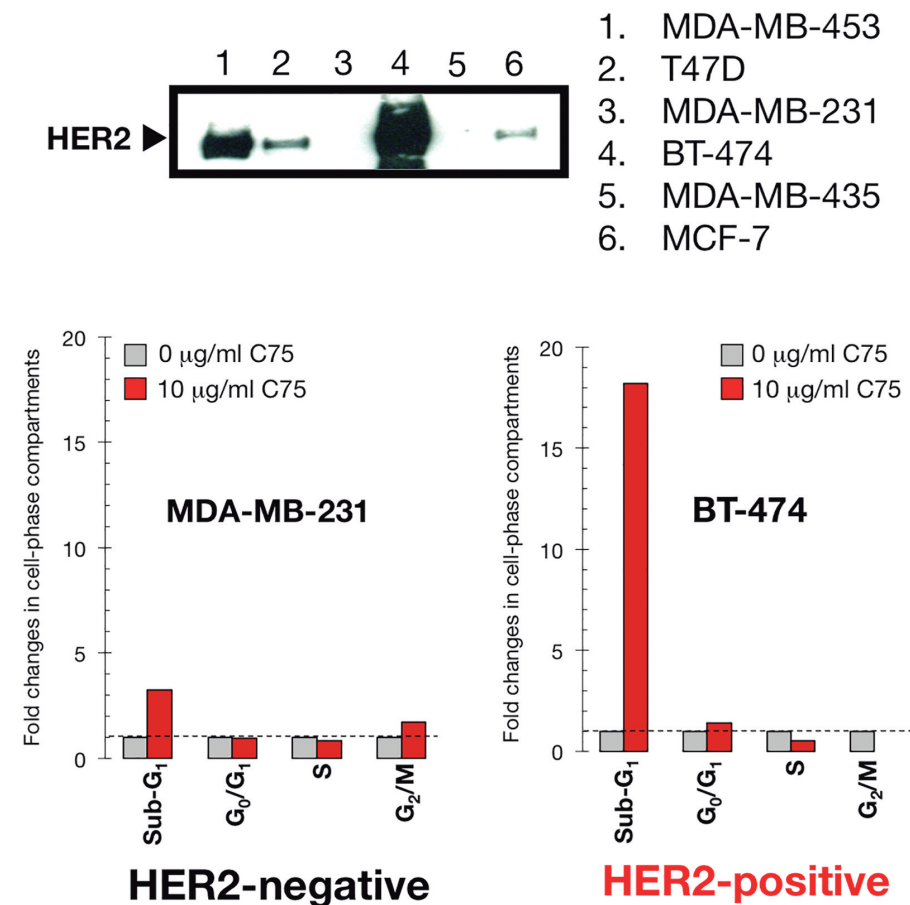 1 2 3 4 5 6
HER2
1. MDA-MB-453
2. T47D
3. MDA-MB-231
4. BT-474
5. MDA-MB-435
6. MCF-7
Fold changes in cell-phase compartments
20
15
10
5
0
0 μg/ml C75
10 μg/ml C75
MDA-MB-231
Sub-G₁
G₀/G₁
S
G₂/M
HER2-negative
Fold changes in cell-phase compartments
20
15
10
5
0
0 μg/ml C75
10 μg/ml C75
BT-474
Sub-G₁
G₀/G₁
S
G₂/M
HER2-positive